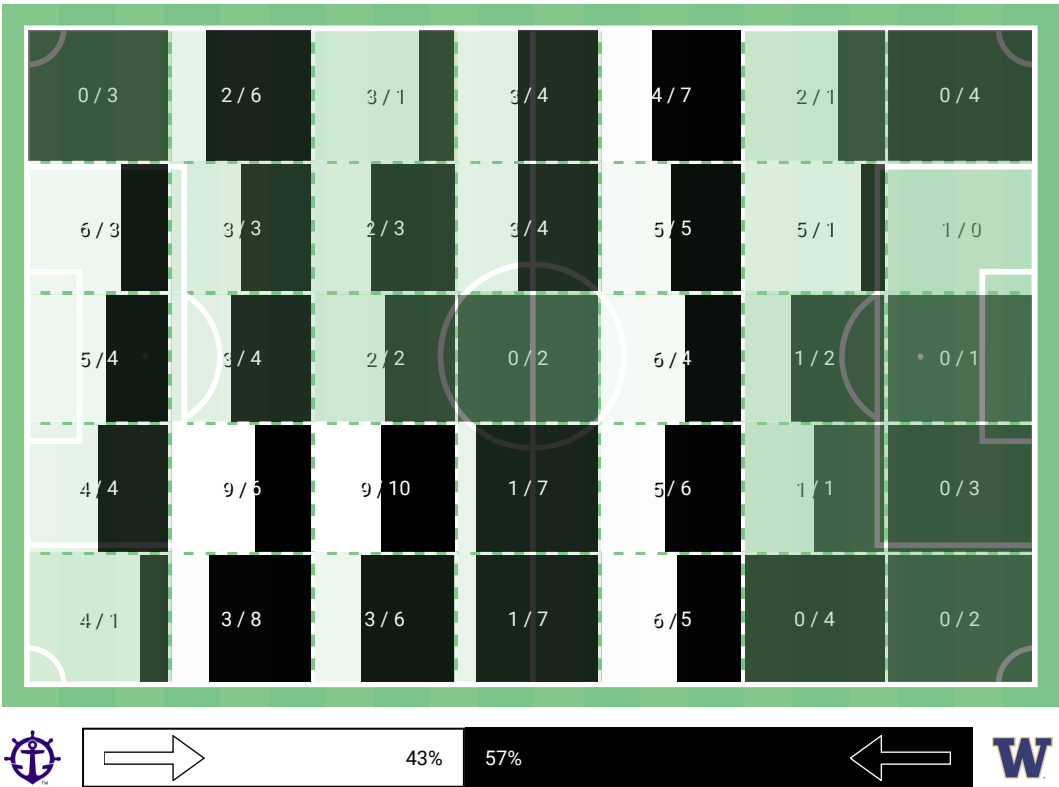 0 / 3 2 / 6 3 / 1 3 / 4 4 / 7 2 / 1 0 / 4
6 / 3 3 / 3 2 / 3 3 / 4 5 / 5 5 / 1 1 / 0
5 / 4 3 / 4 2 / 2 0 / 2 6 / 4 1 / 2 0 / 1
4 / 4 9 / 6 9 / 10 1 / 7 5 / 6 1 / 1 0 / 3
4 / 1 3 / 8 3 / 6 1 / 7 6 / 5 0 / 4 0 / 2
43% 57% W
TM